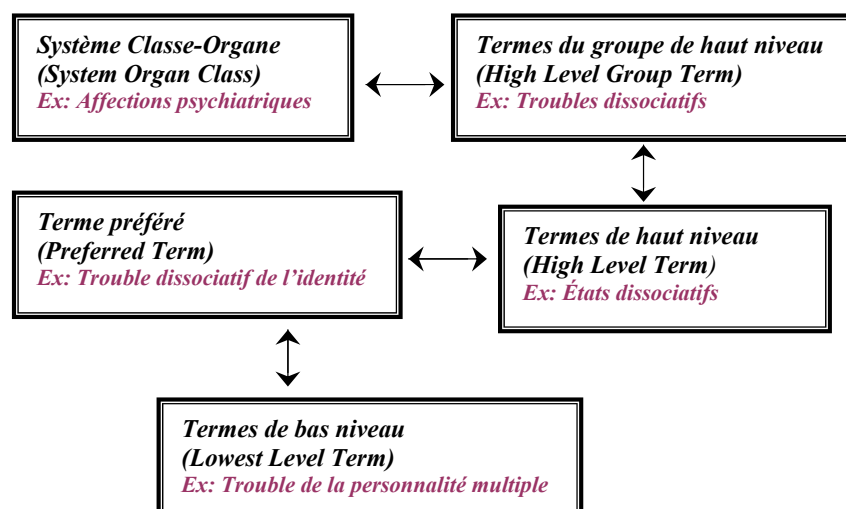 Système Classe-Organe
(System Organ Class)
Ex: Affections psychiatriques
Termes du groupe de haut niveau
(High Level Group Term)
Ex: Troubles dissociatifs
Terme préféré
(Preferred Term)
Ex: Trouble dissociatif de l’identité
Termes de haut niveau
(High Level Term)
Ex: États dissociatifs
Termes de bas niveau
(Lowest Level Term)
Ex: Trouble de la personnalité multiple